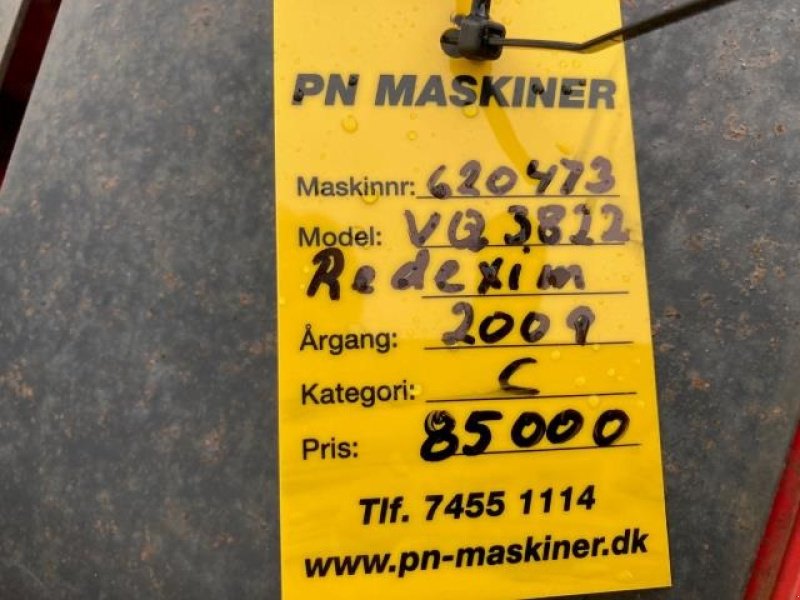 PN MASKINER
Maskinnr: 620473
Model: VQ 3822
Redexim
Årgang: 2009
Kategori: C
Pris: 85000
Tlf. 7455 1114
www.pn-maskiner.dk